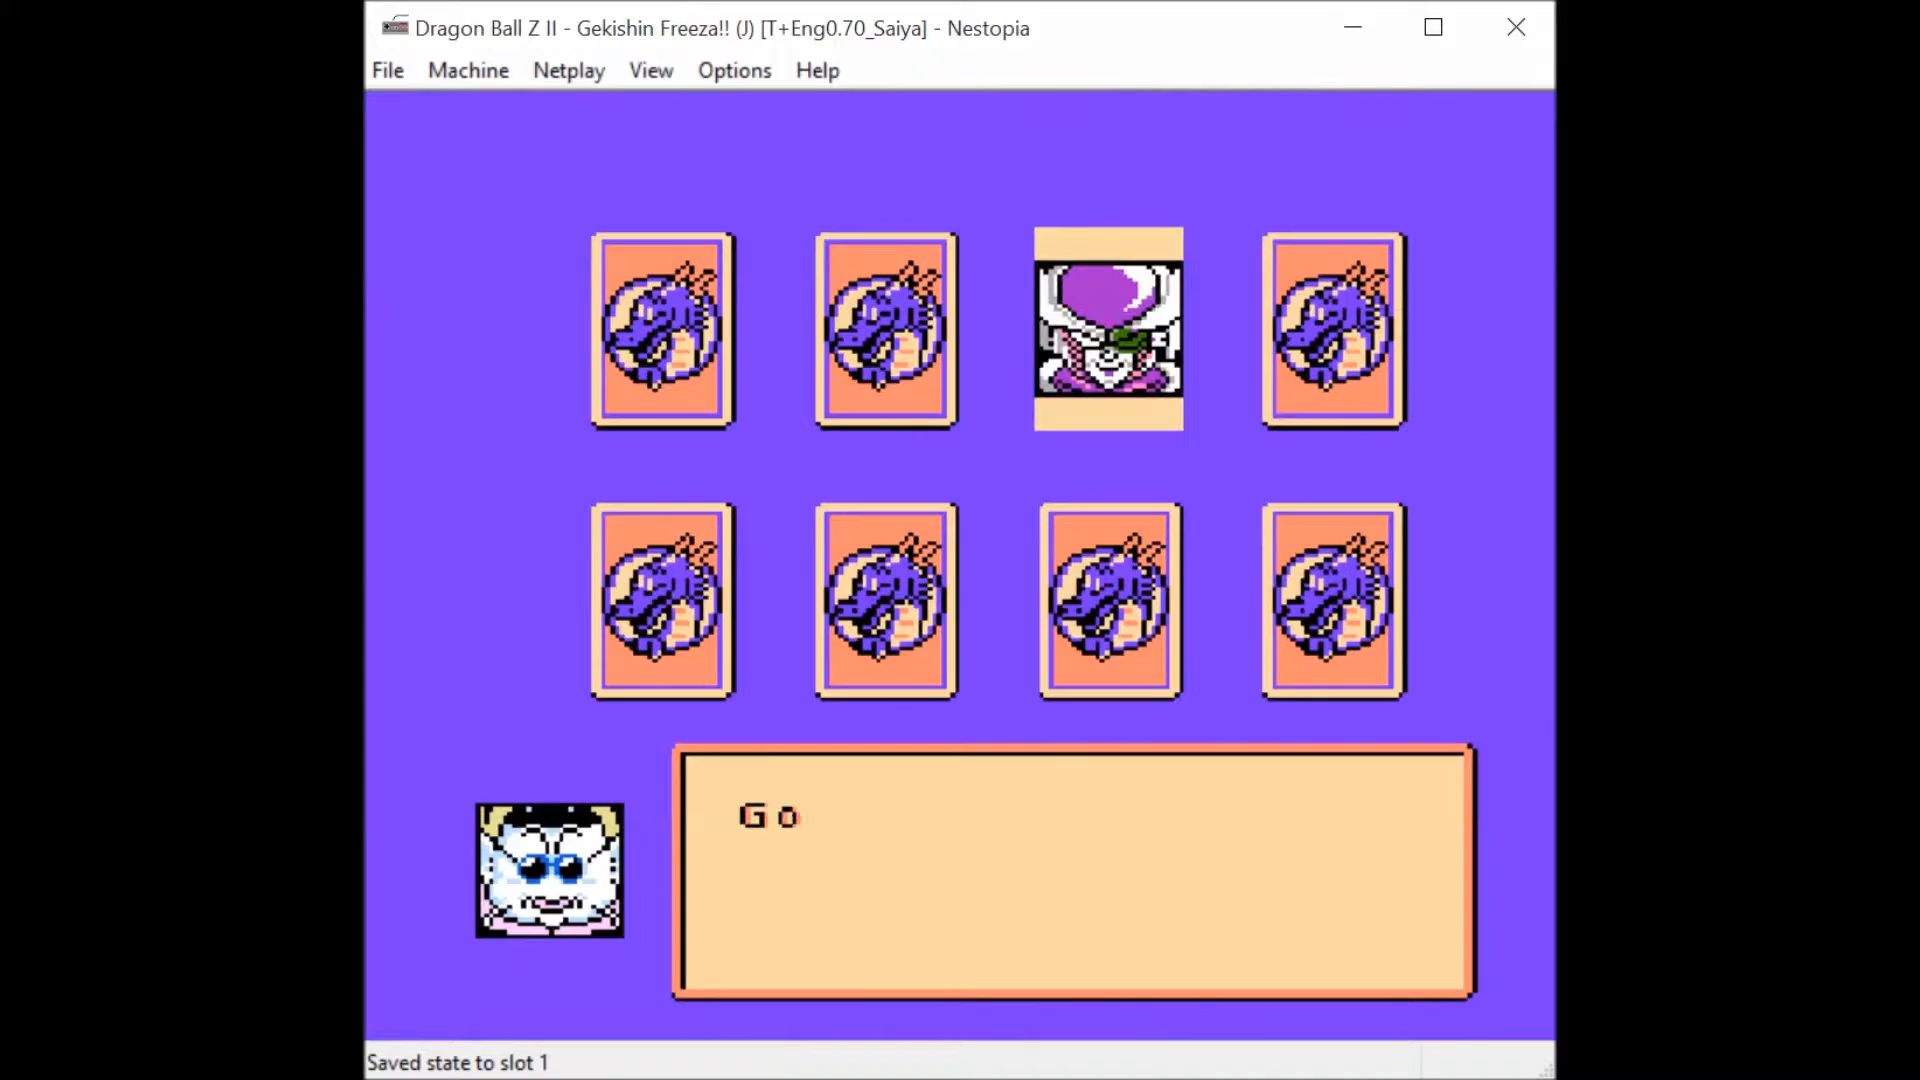 Dragon Ball Z II - Gekishin Freeza!! (J) [T+Eng0.70_Saiya] - Nestopia
File Machine Netplay View Options Help
Go
Saved state to slot 1